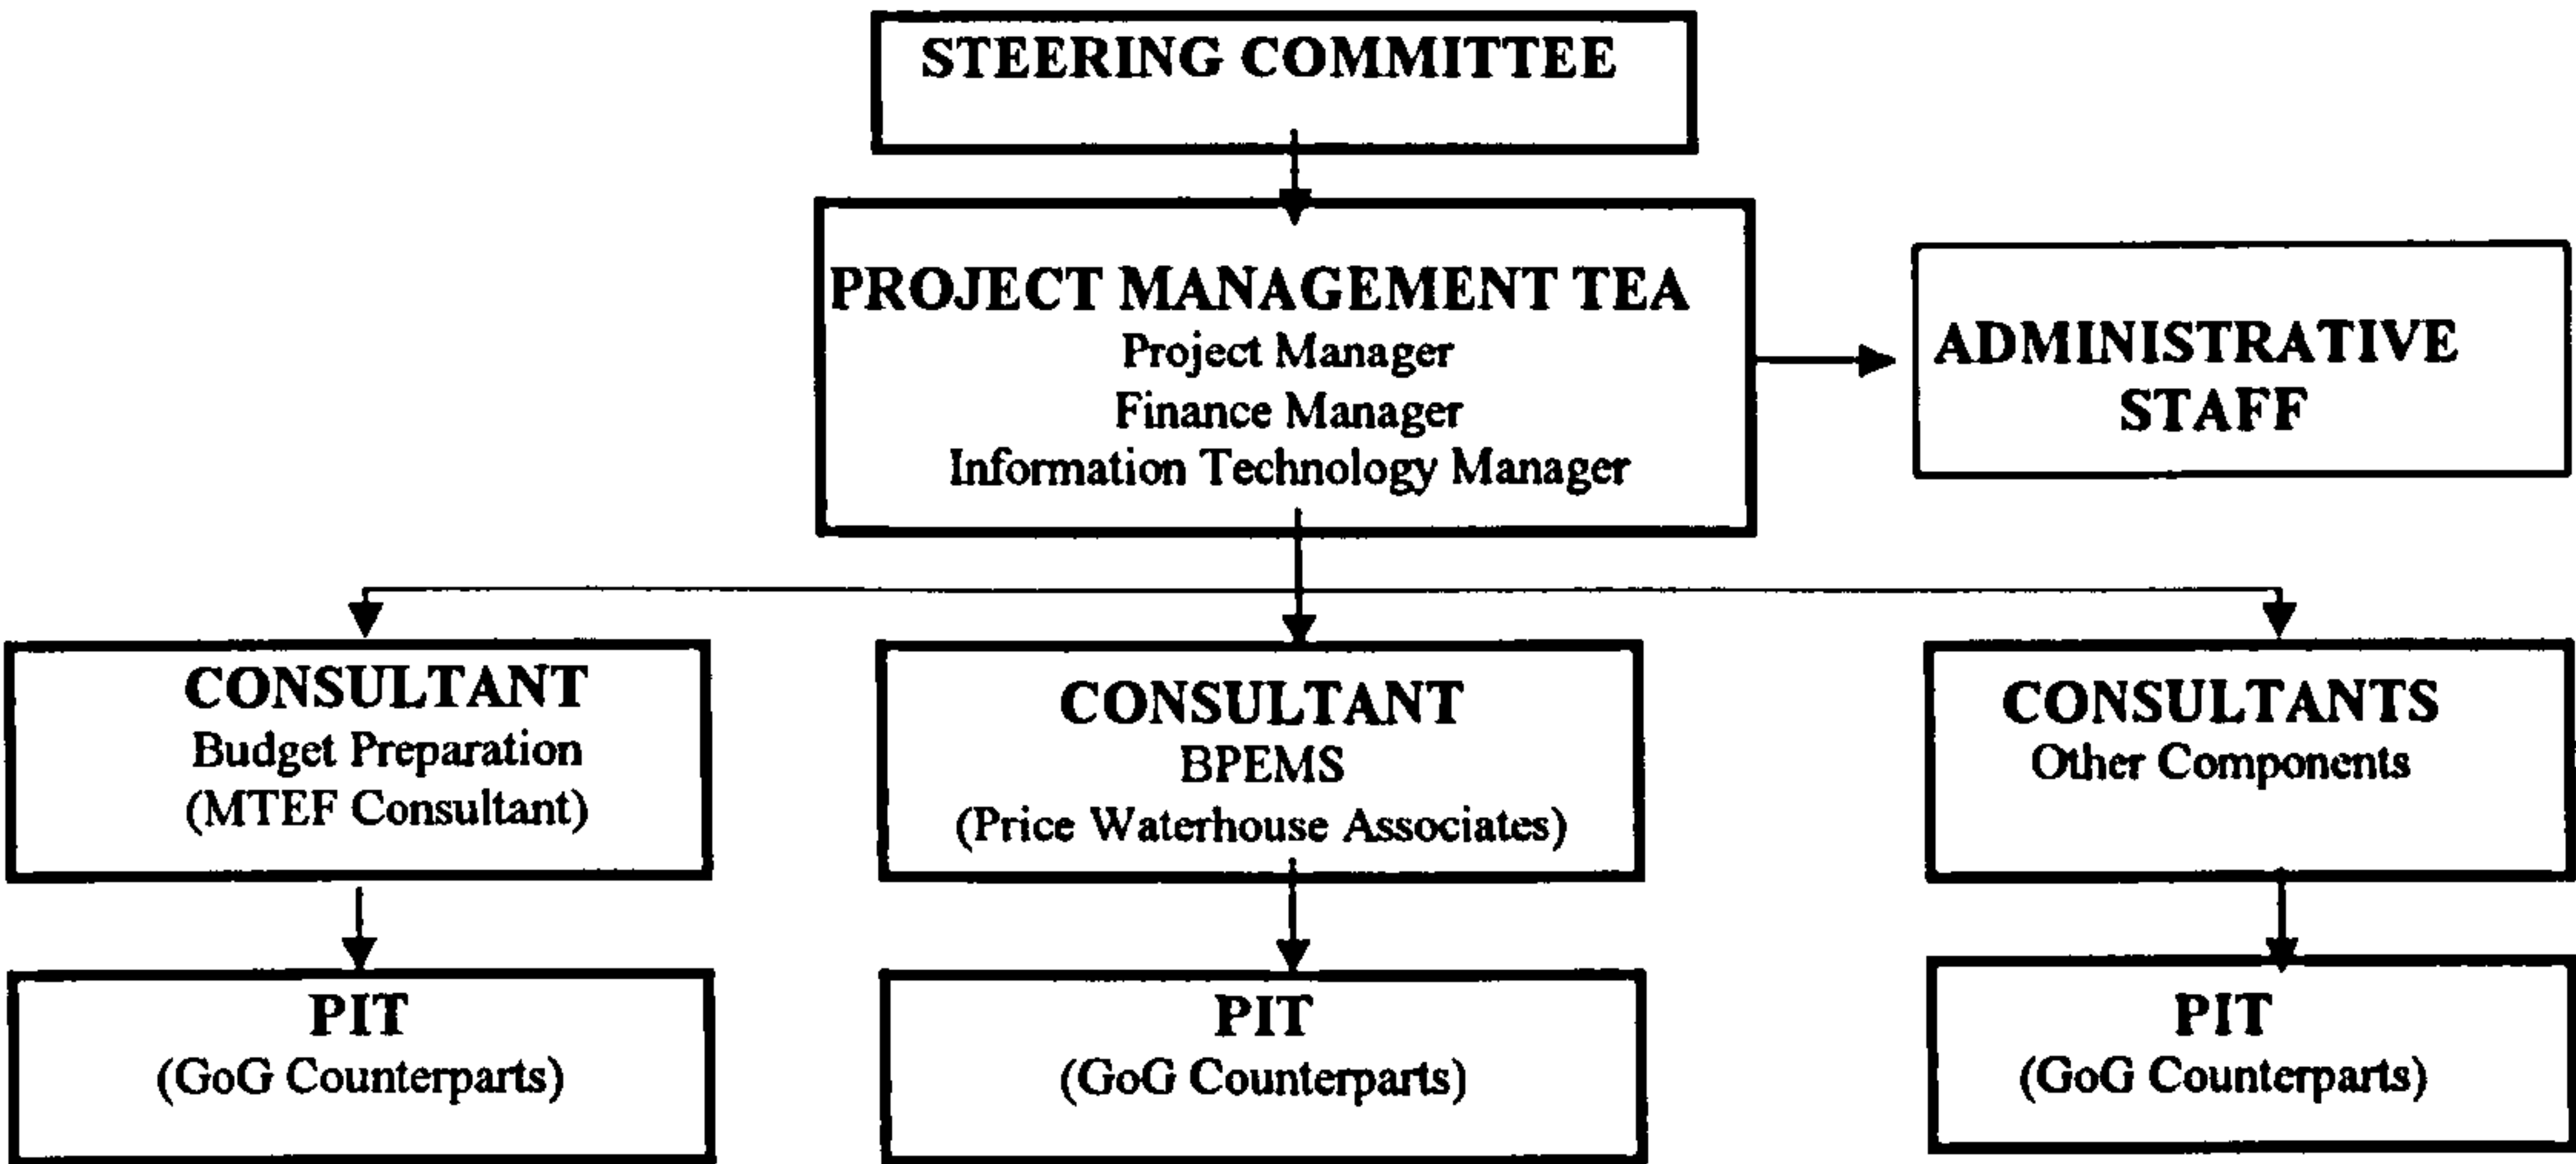 STEERING COMMITTEE
PROJECT MANAGEMENT TEA
Project Manager
Finance Manager
Information Technology Manager
ADMINISTRATIVE
STAFF
CONSULTANT
Budget Preparation
(MTEF Consultant)
CONSULTANT
BPEMS
(Price Waterhouse Associates)
CONSULTANTS
Other Components
PIT
(GoG Counterparts)
PIT
(GoG Counterparts)
PIT
(GoG Counterparts)